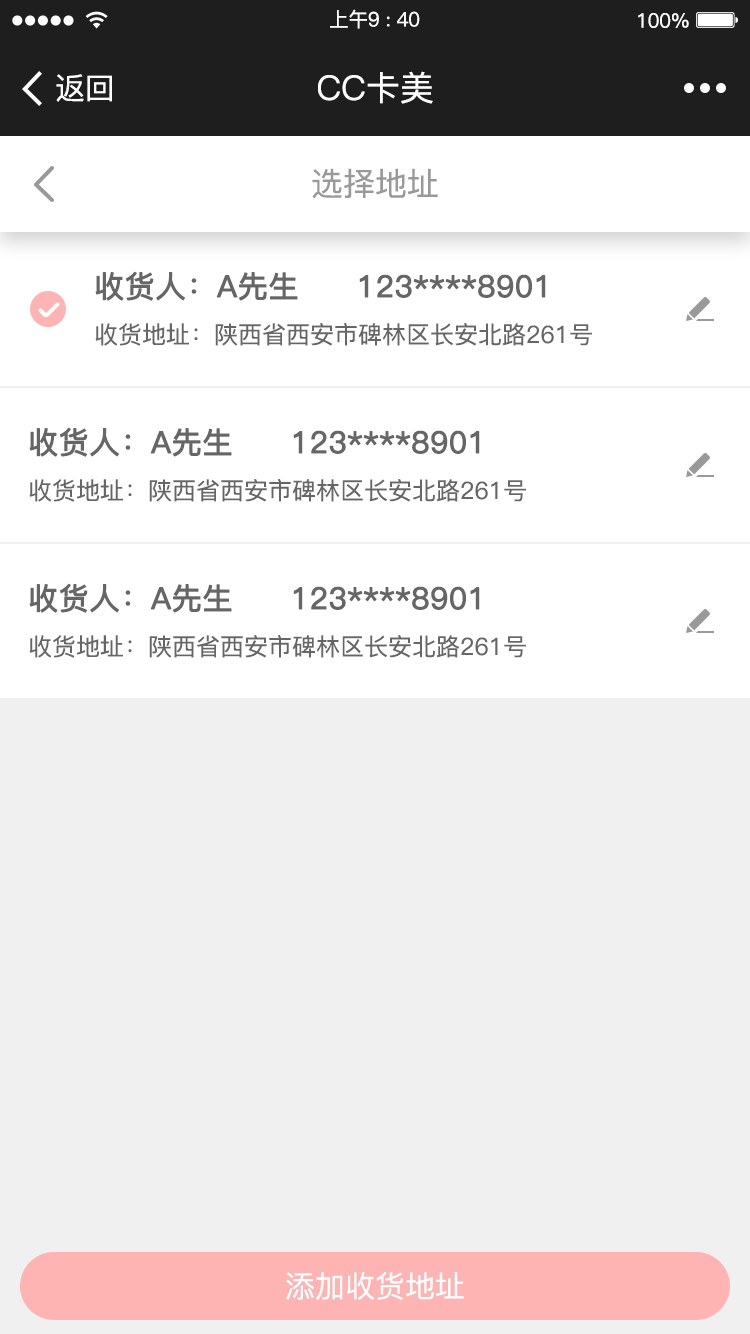 上午9 : 40 100%
返回 CC卡美
选择地址
收货人：A先生 123****8901
收货地址：陕西省西安市碑林区长安北路261号
收货人：A先生 123****8901
收货地址：陕西省西安市碑林区长安北路261号
收货人：A先生 123****8901
收货地址：陕西省西安市碑林区长安北路261号
添加收货地址